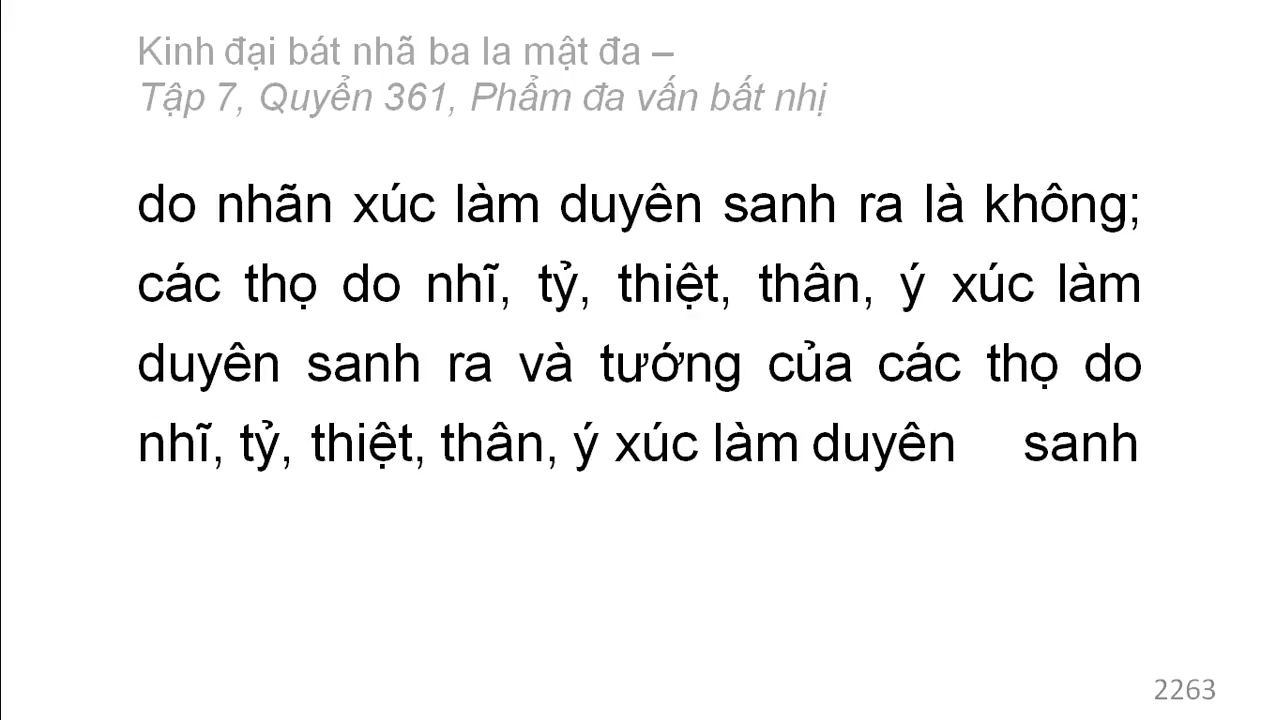 Kinh đại bát nhã ba la mật đa –
Tập 7, Quyển 361, Phẩm đa vấn bất nhị
do nhãn xúc làm duyên sanh ra là không;
các thọ do nhĩ, tỷ, thiệt, thân, ý xúc làm
duyên sanh ra và tướng của các thọ do
nhĩ, tỷ, thiệt, thân, ý xúc làm duyên sanh
2263